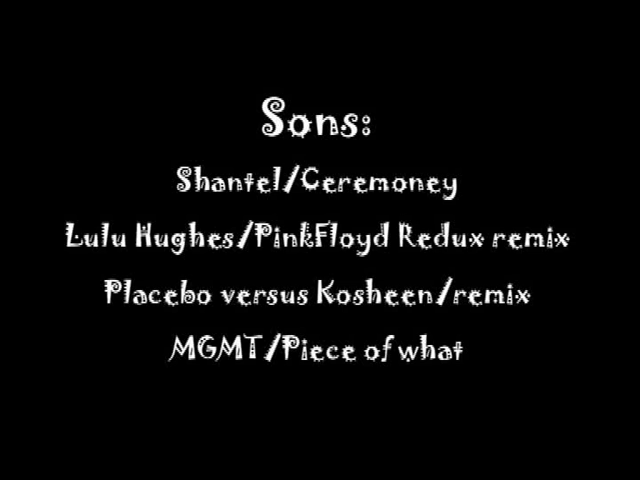 Sons:
Shantel/Ceremoney
Lulu Hughes/PinkFloyd Redux remix
Placebo versus Kosheen/remix
MGMT/Piece of what